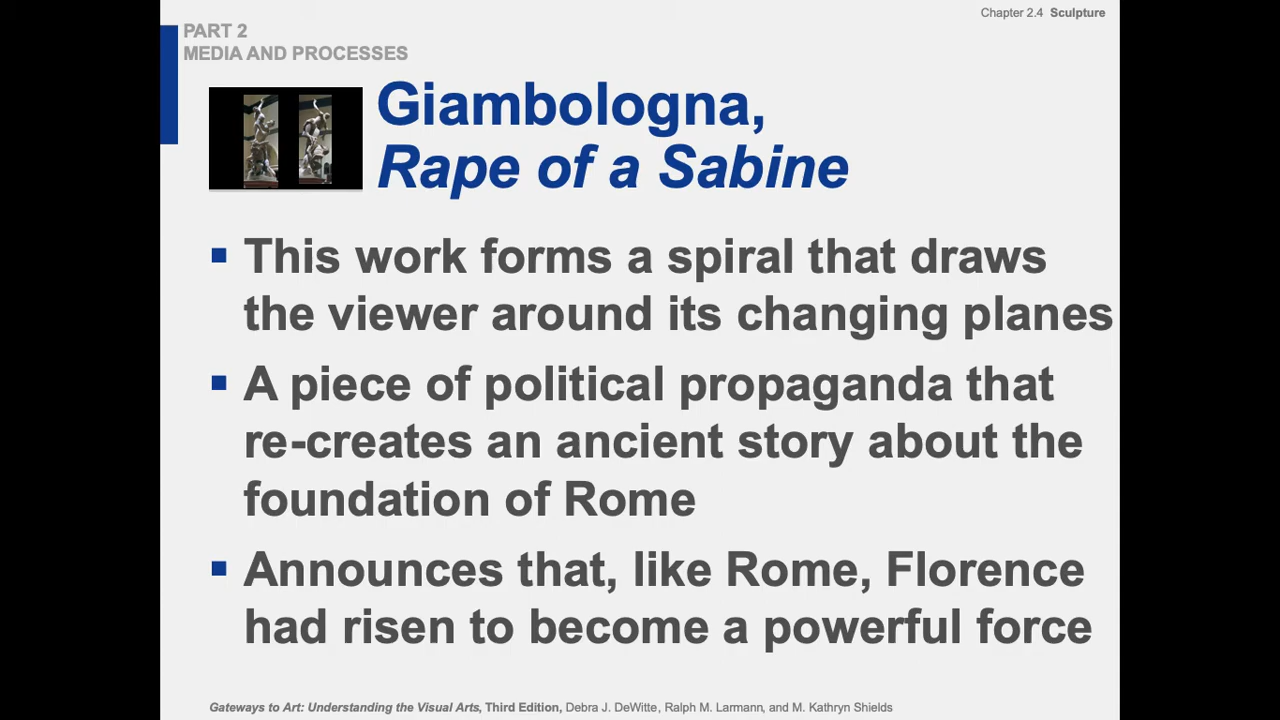 Chapter 2.4 Sculpture
PART 2
MEDIA AND PROCESSES
Giambologna,
Rape of a Sabine
▪ This work forms a spiral that draws
the viewer around its changing planes
▪ A piece of political propaganda that
re-creates an ancient story about the
foundation of Rome
▪ Announces that, like Rome, Florence
had risen to become a powerful force
Gateways to Art: Understanding the Visual Arts, Third Edition, Debra J. DeWitte, Ralph M. Larmann, and M. Kathryn Shields